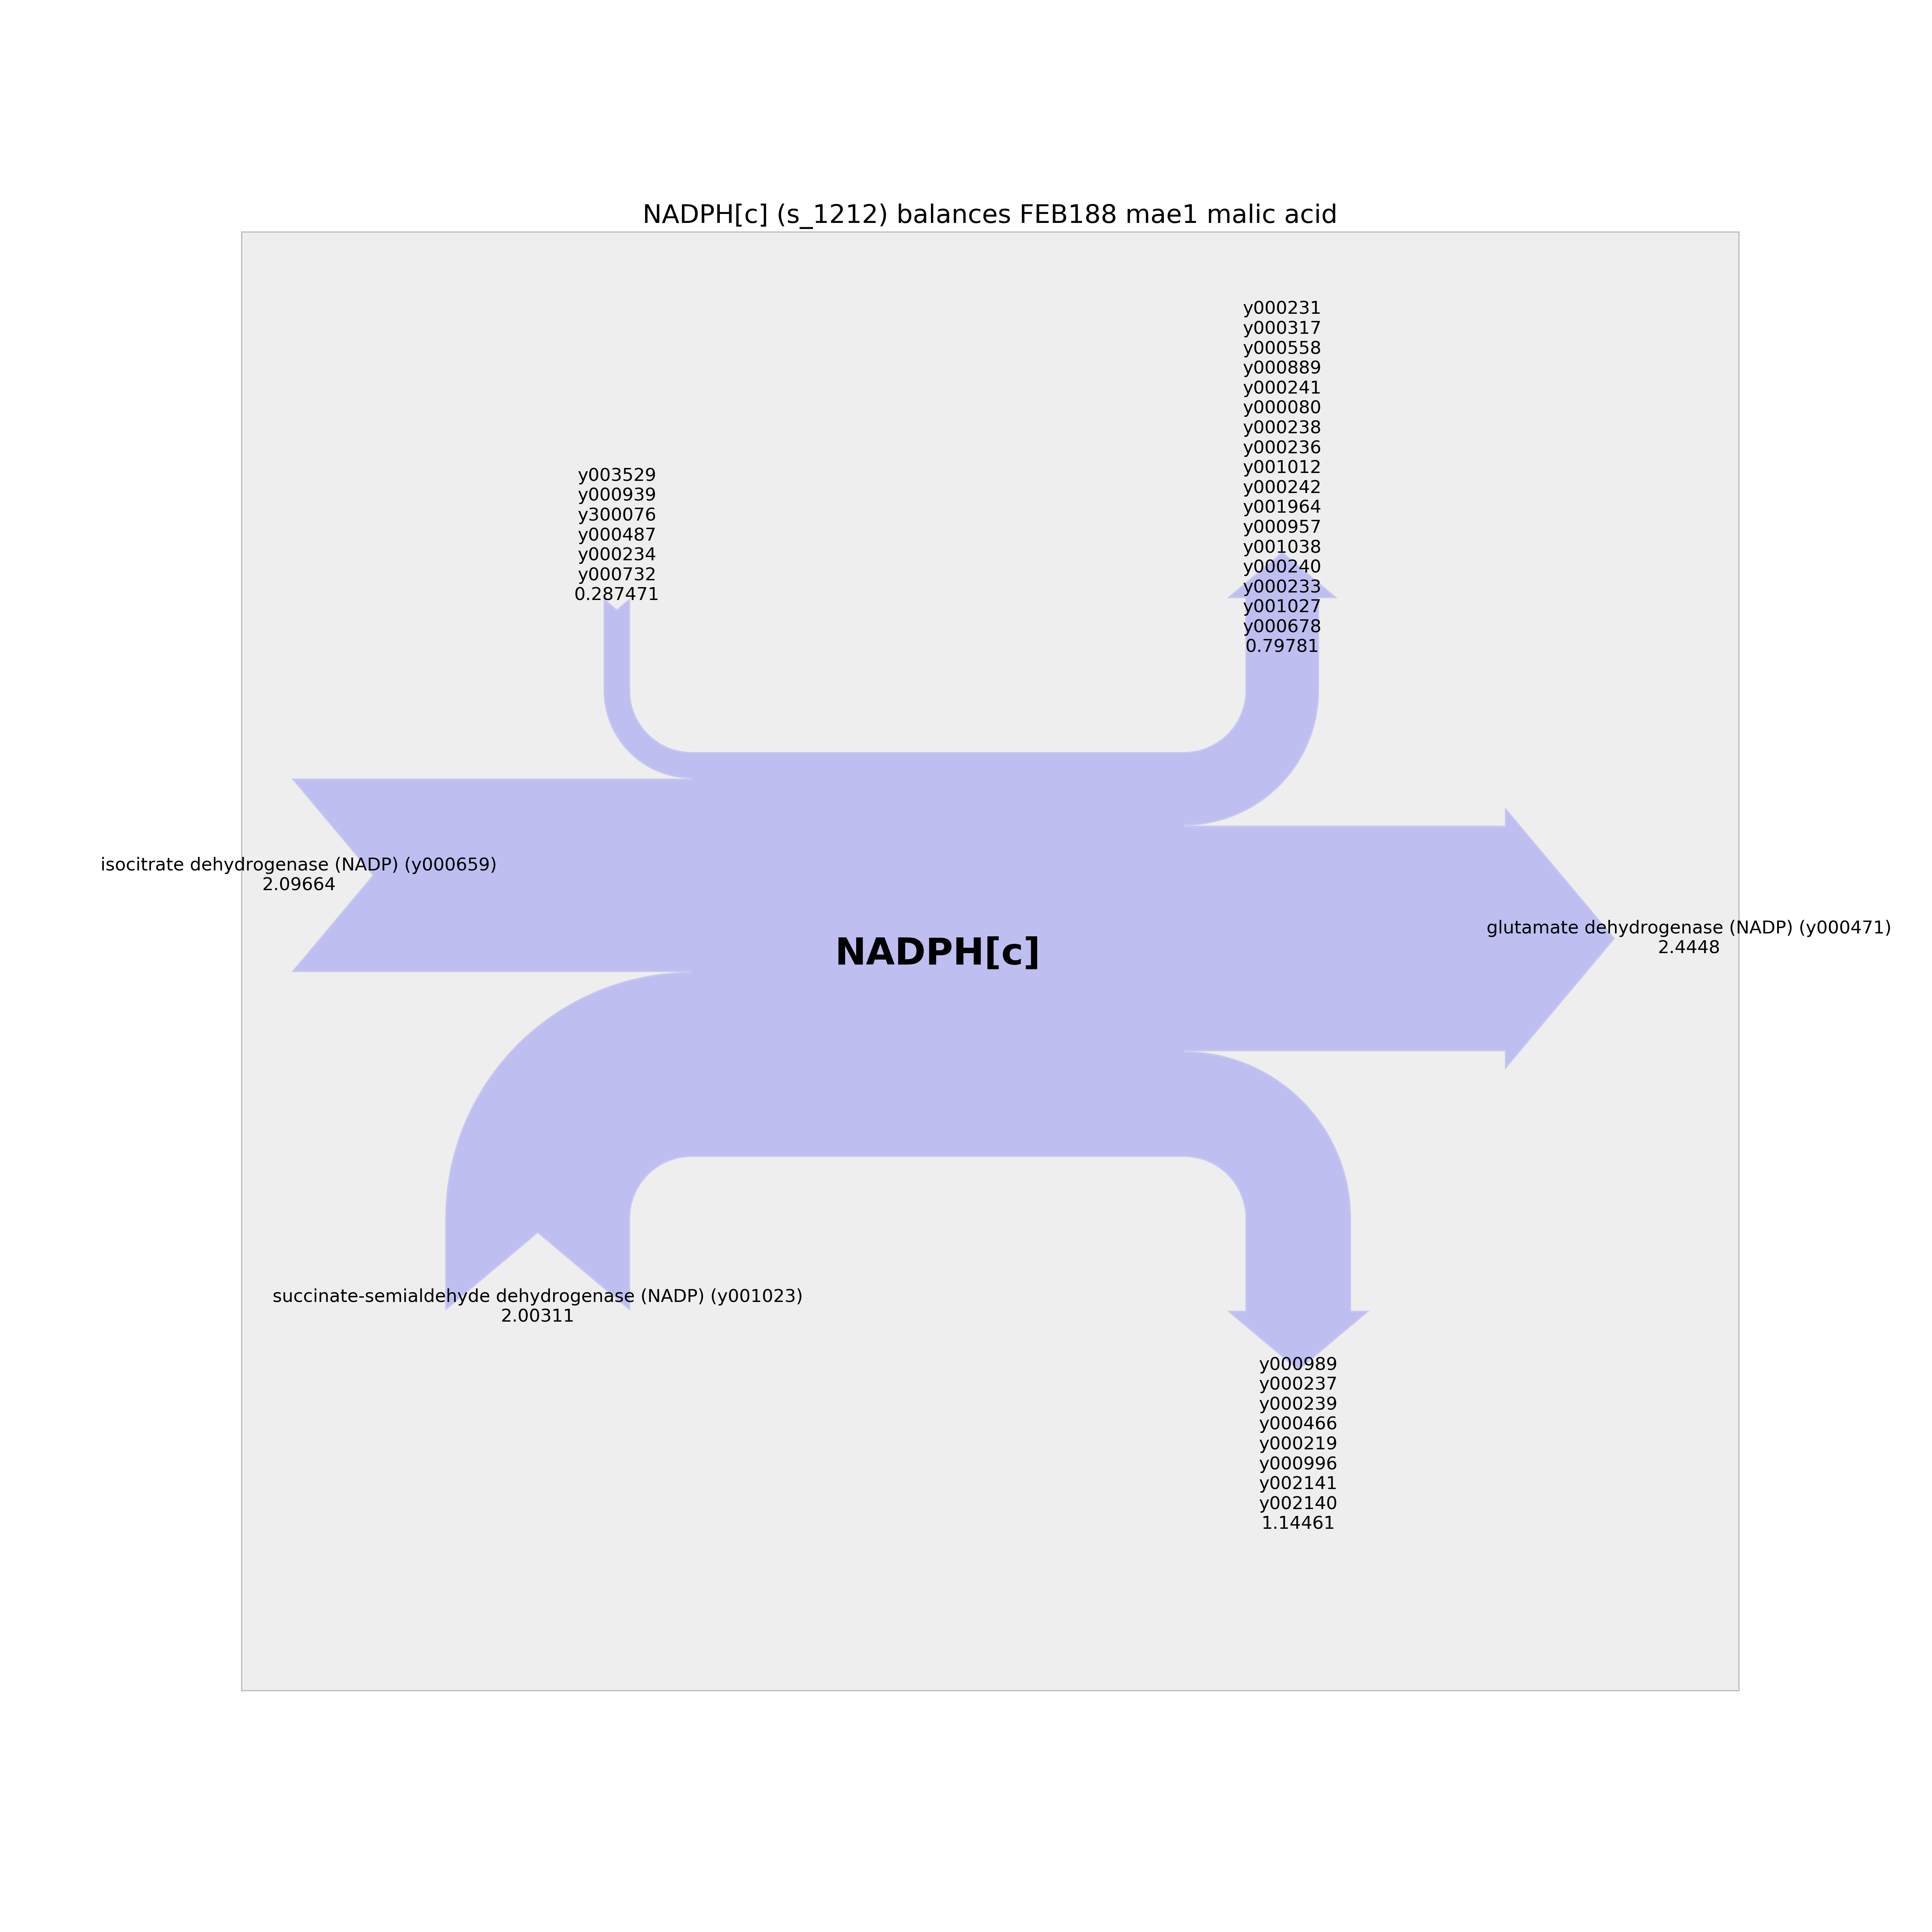 NADPH[c] (s_1212) balances FEB188 mae1 malic acid
y003529
y000939
y300076
y000487
y000234
y000732
0.287471
y000231
y000317
y000558
y000889
y000241
y000080
y000238
y000236
y001012
y000242
y001964
y000957
y001038
y000240
y000233
y001027
y000678
0.79781
isocitrate dehydrogenase (NADP) (y000659)
2.09664
NADPH[c]
glutamate dehydrogenase (NADP) (y000471)
2.4448
succinate-semialdehyde dehydrogenase (NADP) (y001023)
2.00311
y000989
y000237
y000239
y000466
y000219
y000996
y002141
y002140
1.14461